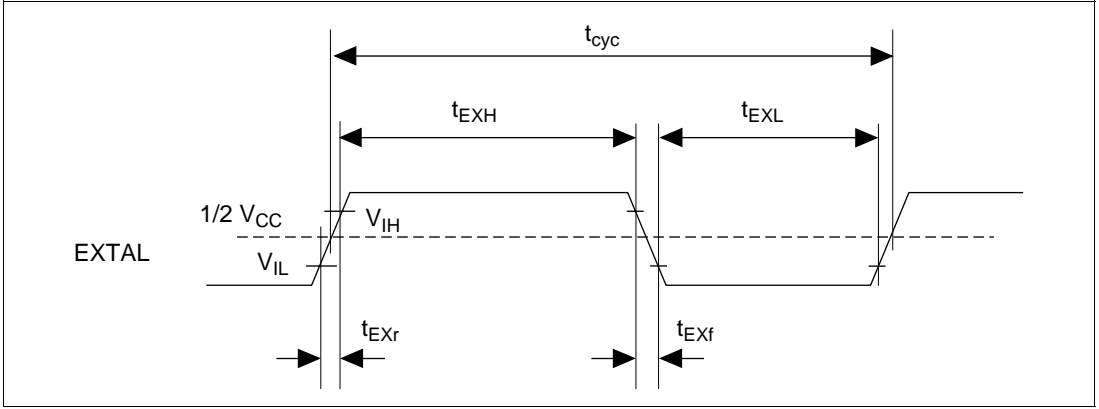 tcyc
tEXH
tEXL
1/2 VCC
VIH
EXTAL
VIL
tEXr
tEXf